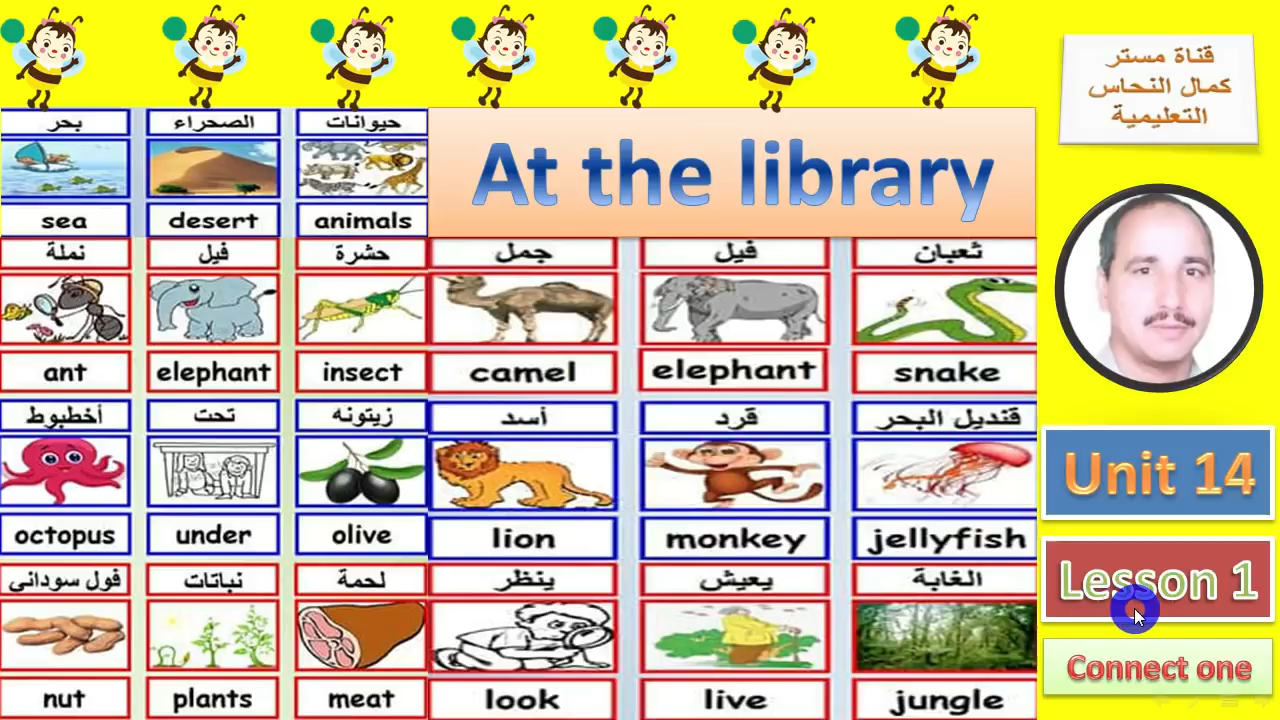 بحر
الصحراء
حيوانات
sea
desert
animals
At the library
نملة
فيل
حشرة
جمل
فيل
ثعبان
ant
elephant
insect
camel
elephant
snake
أخطبوط
تحت
زيتونه
أسد
قرد
قنديل البحر
octopus
under
olive
lion
monkey
jellyfish
فول سودانى
نباتات
لحمة
ينظر
يعيش
الغابة
nut
plants
meat
look
live
jungle
قناة مستر
كمال النحاس
التعليمية
Unit 14
Lesson 1
Connect one